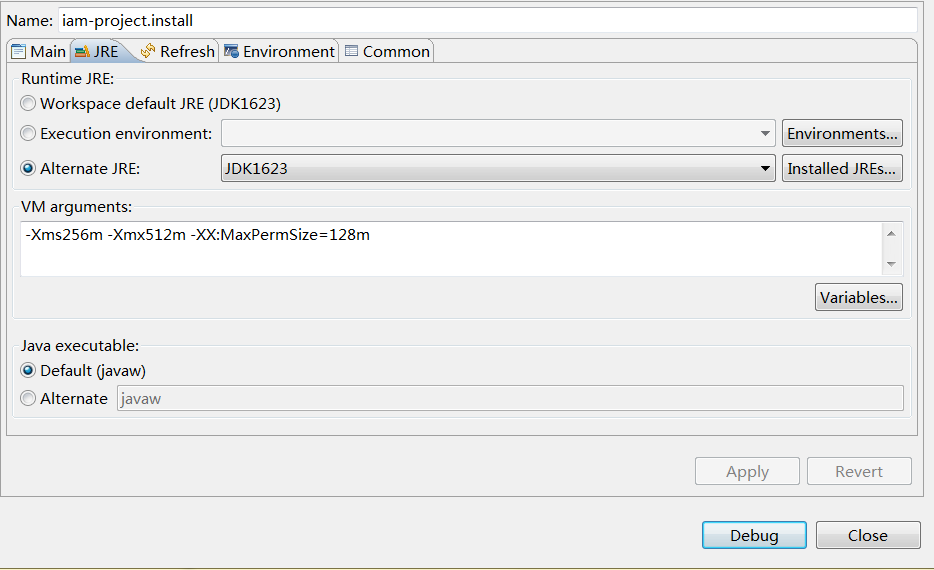 Name: iam-project.install
Main JRE Refresh Environment Common
Runtime JRE:
Workspace default JRE (JDK1623)
Execution environment: Environments...
Alternate JRE: JDK1623 Installed JREs...
VM arguments:
-Xms256m -Xmx512m -XX:MaxPermSize=128m
Variables...
Java executable:
Default (javaw)
Alternate javaw
Apply Revert
Debug Close